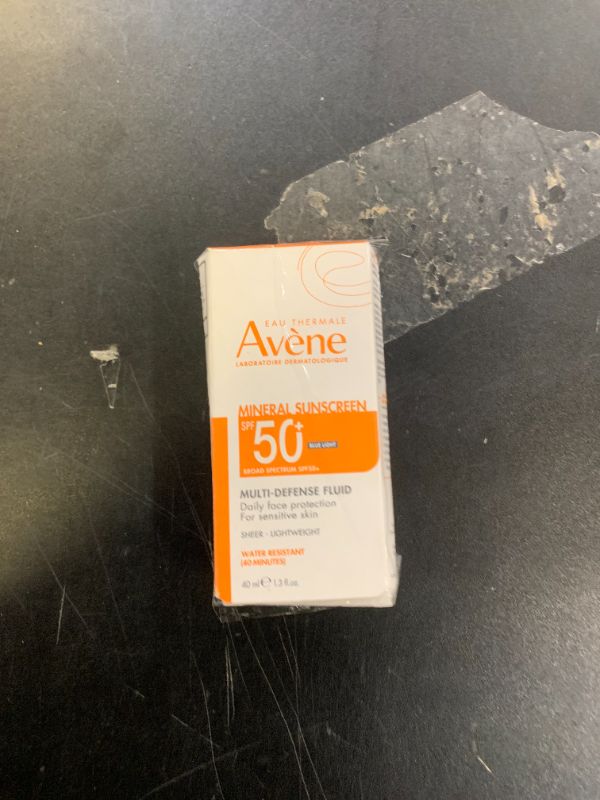 EAU THERMALE
Avène
LABORATOIRE DERMATOLOGIQUE
MINERAL SUNSCREEN
SPF 50+
BLUE LIGHT
BROAD SPECTRUM SPF50+
MULTI-DEFENSE FLUID
Daily face protection
For sensitive skin
SHEER - LIGHTWEIGHT
WATER RESISTANT
(40 MINUTES)
40 ml ℮ 1.3 fl.oz.